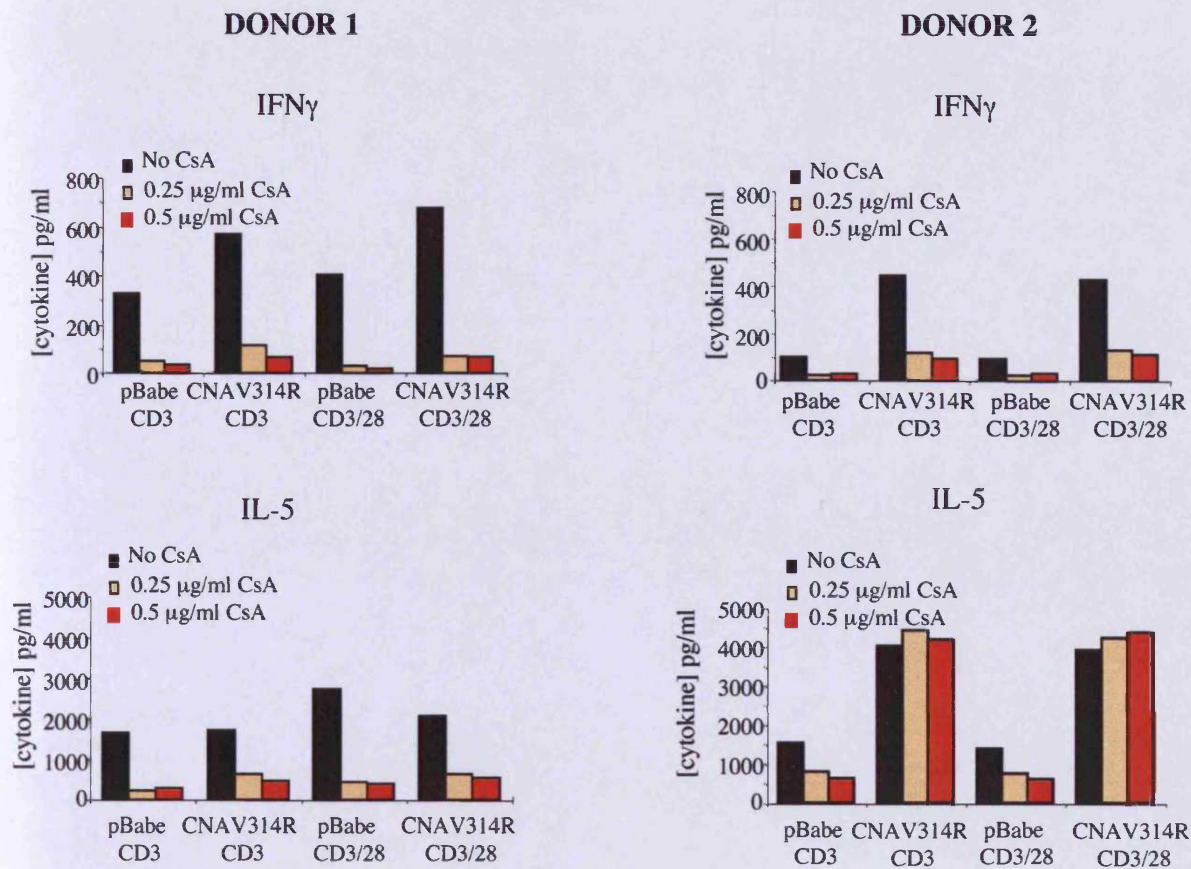 DONOR 1
IFNγ
No CsA
0.25 μg/ml CsA
0.5 μg/ml CsA
[cytokine] pg/ml
800
600
400
200
0
pBabe CNAV314R pBabe CNAV314R
CD3 CD3 CD3/28 CD3/28
DONOR 2
IFNγ
No CsA
0.25 μg/ml CsA
0.5 μg/ml CsA
[cytokine] pg/ml
800
600
400
200
0
pBabe CNAV314R pBabe CNAV314R
CD3 CD3 CD3/28 CD3/28
IL-5
No CsA
0.25 μg/ml CsA
0.5 μg/ml CsA
[cytokine] pg/ml
5000
4000
3000
2000
1000
0
pBabe CNAV314R pBabe CNAV314R
CD3 CD3 CD3/28 CD3/28
IL-5
No CsA
0.25 μg/ml CsA
0.5 μg/ml CsA
[cytokine] pg/ml
5000
4000
3000
2000
1000
0
pBabe CNAV314R pBabe CNAV314R
CD3 CD3 CD3/28 CD3/28